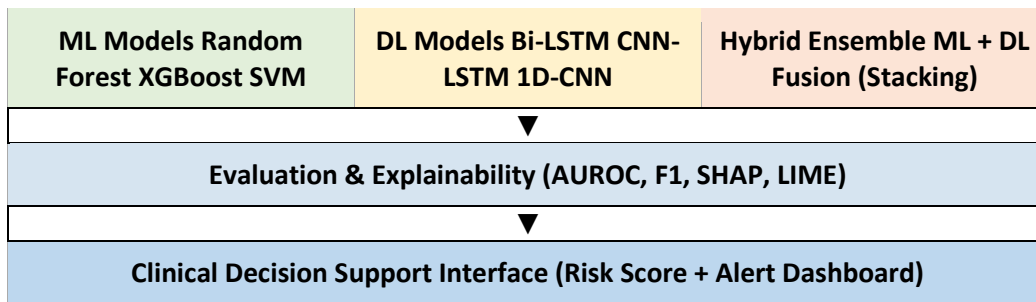 ML Models Random
Forest XGBoost SVM
DL Models Bi-LSTM CNN-
LSTM 1D-CNN
Hybrid Ensemble ML + DL
Fusion (Stacking)
▼
Evaluation & Explainability (AUROC, F1, SHAP, LIME)
▼
Clinical Decision Support Interface (Risk Score + Alert Dashboard)